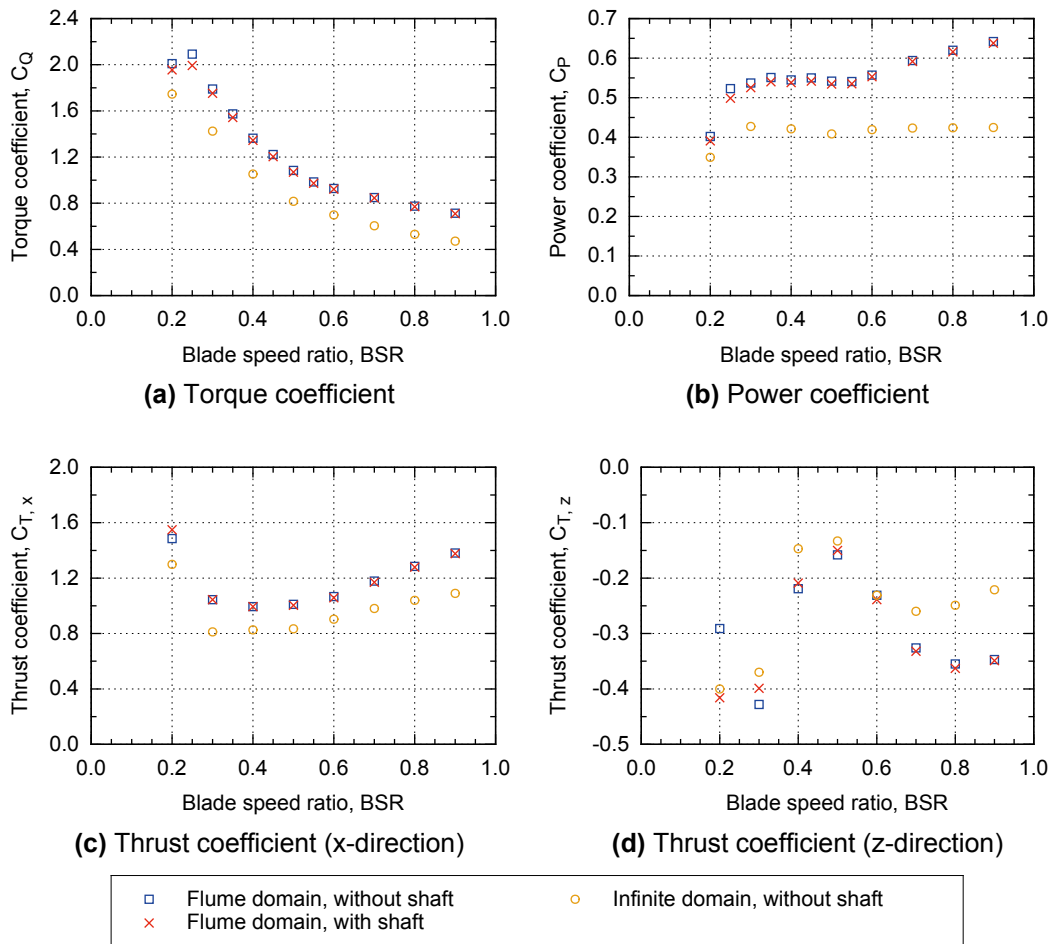 2.4
2.0
1.6
1.2
0.8
0.4
0.0
0.0 0.2 0.4 0.6 0.8 1.0
Torque coefficient, C_Q
Blade speed ratio, BSR
(a) Torque coefficient
0.7
0.6
0.5
0.4
0.3
0.2
0.1
0.0
0.0 0.2 0.4 0.6 0.8 1.0
Power coefficient, C_P
Blade speed ratio, BSR
(b) Power coefficient
2.0
1.6
1.2
0.8
0.4
0.0
0.0 0.2 0.4 0.6 0.8 1.0
Thrust coefficient, C_T, x
Blade speed ratio, BSR
(c) Thrust coefficient (x-direction)
0.0
-0.1
-0.2
-0.3
-0.4
-0.5
0.0 0.2 0.4 0.6 0.8 1.0
Thrust coefficient, C_T, z
Blade speed ratio, BSR
(d) Thrust coefficient (z-direction)
Flume domain, without shaft
Flume domain, with shaft
Infinite domain, without shaft